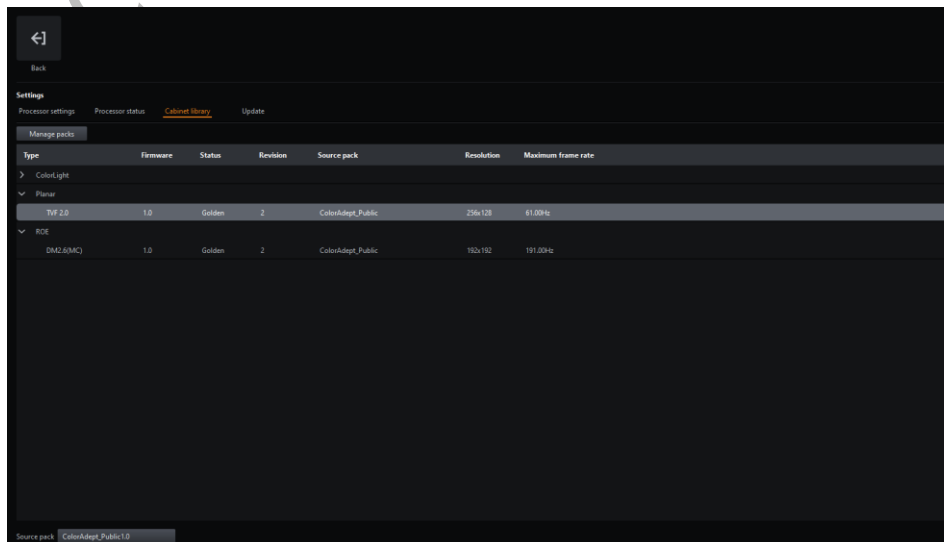 Back
Settings
Processor settings Processor status Cabinet library Update
Manage packs
Type Firmware Status Revision Source pack Resolution Maximum frame rate
ColorLight
Planar
TVF 2.0 1.0 Golden 2 ColorAdept_Public 256x128 61.00Hz
ROE
DM2.6(MC) 1.0 Golden 2 ColorAdept_Public 192x192 191.00Hz
Source pack ColorAdept_Public1.0